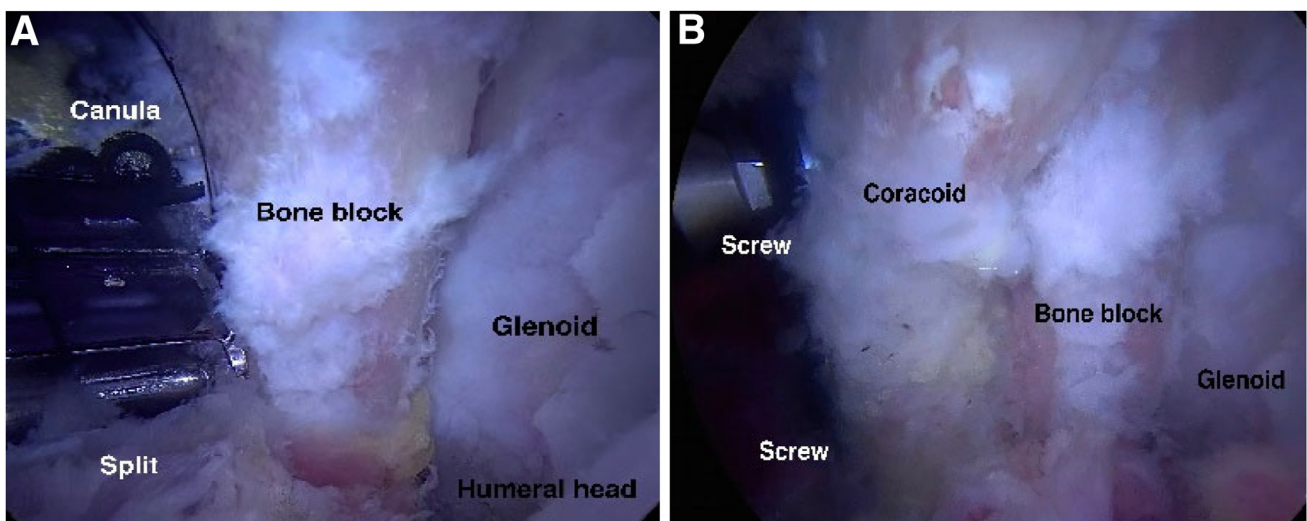 A
Canula
Bone block
Glenoid
Split
Humeral head
B
Coracoid
Screw
Bone block
Glenoid
Screw